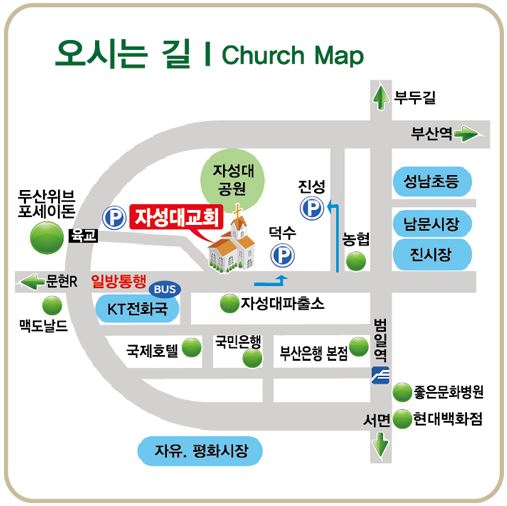 오시는 길 I Church Map
부두길
부산역
자성대
공원
진성
성남초등
두산위브
포세이돈
P
자성대교회
남문시장
육교
덕수
P
P
농협
진시장
문현R
일방통행
BUS
KT전화국
자성대파출소
맥도날드
범일역
국제호텔
국민은행
부산은행 본점
좋은문화병원
서면
현대백화점
자유. 평화시장